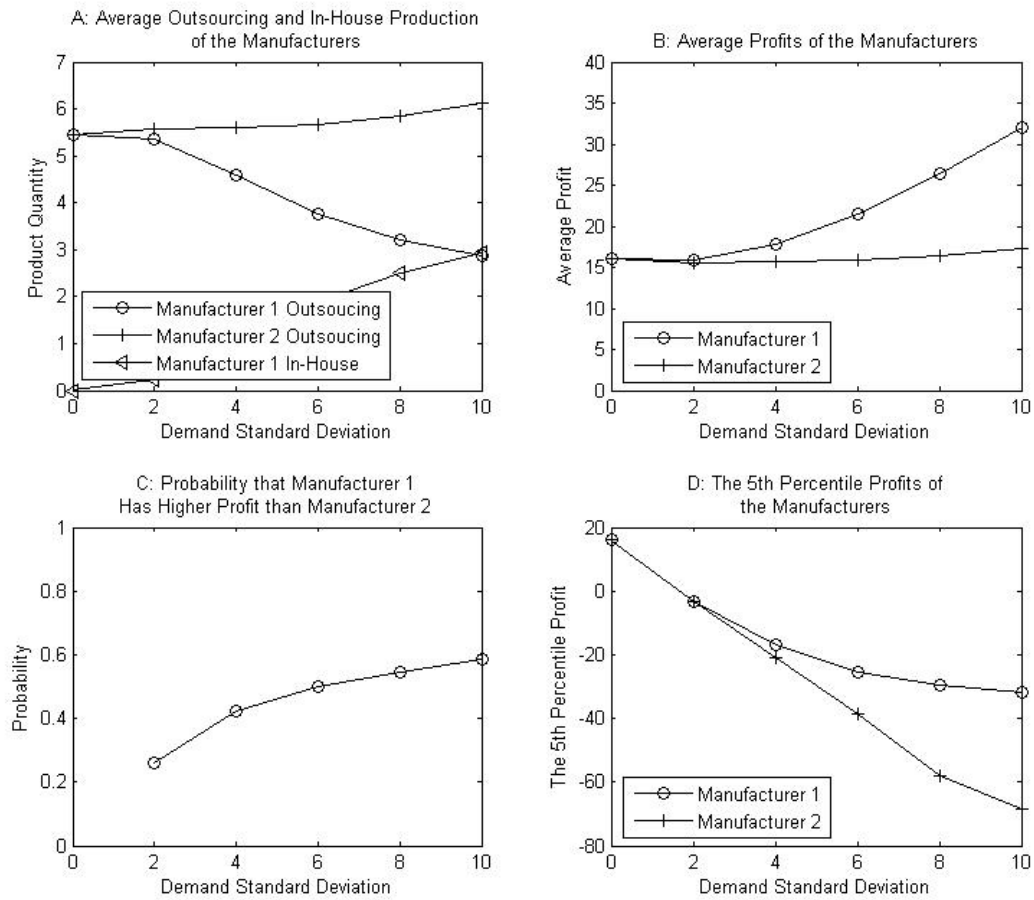 A: Average Outsourcing and In-House Production
of the Manufacturers
7
6
5
4
3
2
1
0
Product Quantity
Manufacturer 1 Outsoucing
Manufacturer 2 Outsoucing
Manufacturer 1 In-House
0 2 4 6 8 10
Demand Standard Deviation
B: Average Profits of the Manufacturers
40
35
30
25
20
15
10
5
0
Average Profit
Manufacturer 1
Manufacturer 2
0 2 4 6 8 10
Demand Standard Deviation
C: Probability that Manufacturer 1
Has Higher Profit than Manufacturer 2
1
0.8
0.6
0.4
0.2
0
Probability
0 2 4 6 8 10
Demand Standard Deviation
D: The 5th Percentile Profits of
the Manufacturers
20
0
-20
-40
-60
-80
The 5th Percentile Profit
Manufacturer 1
Manufacturer 2
0 2 4 6 8 10
Demand Standard Deviation